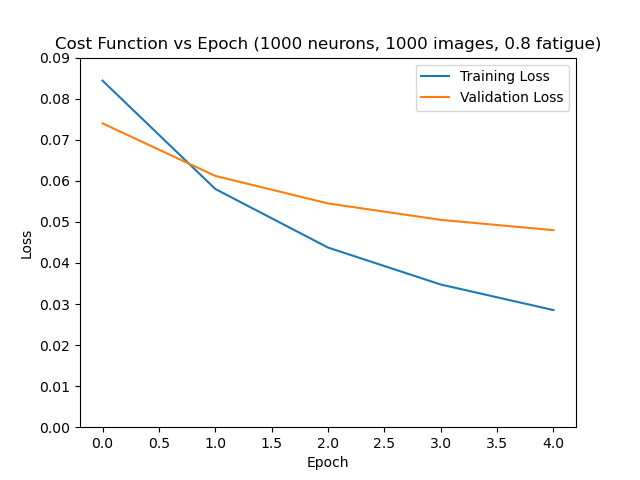 Cost Function vs Epoch (1000 neurons, 1000 images, 0.8 fatigue)
Training Loss
Validation Loss
0.09
0.08
0.07
0.06
0.05
0.04
0.03
0.02
0.01
0.00
Loss
0.0 0.5 1.0 1.5 2.0 2.5 3.0 3.5 4.0
Epoch